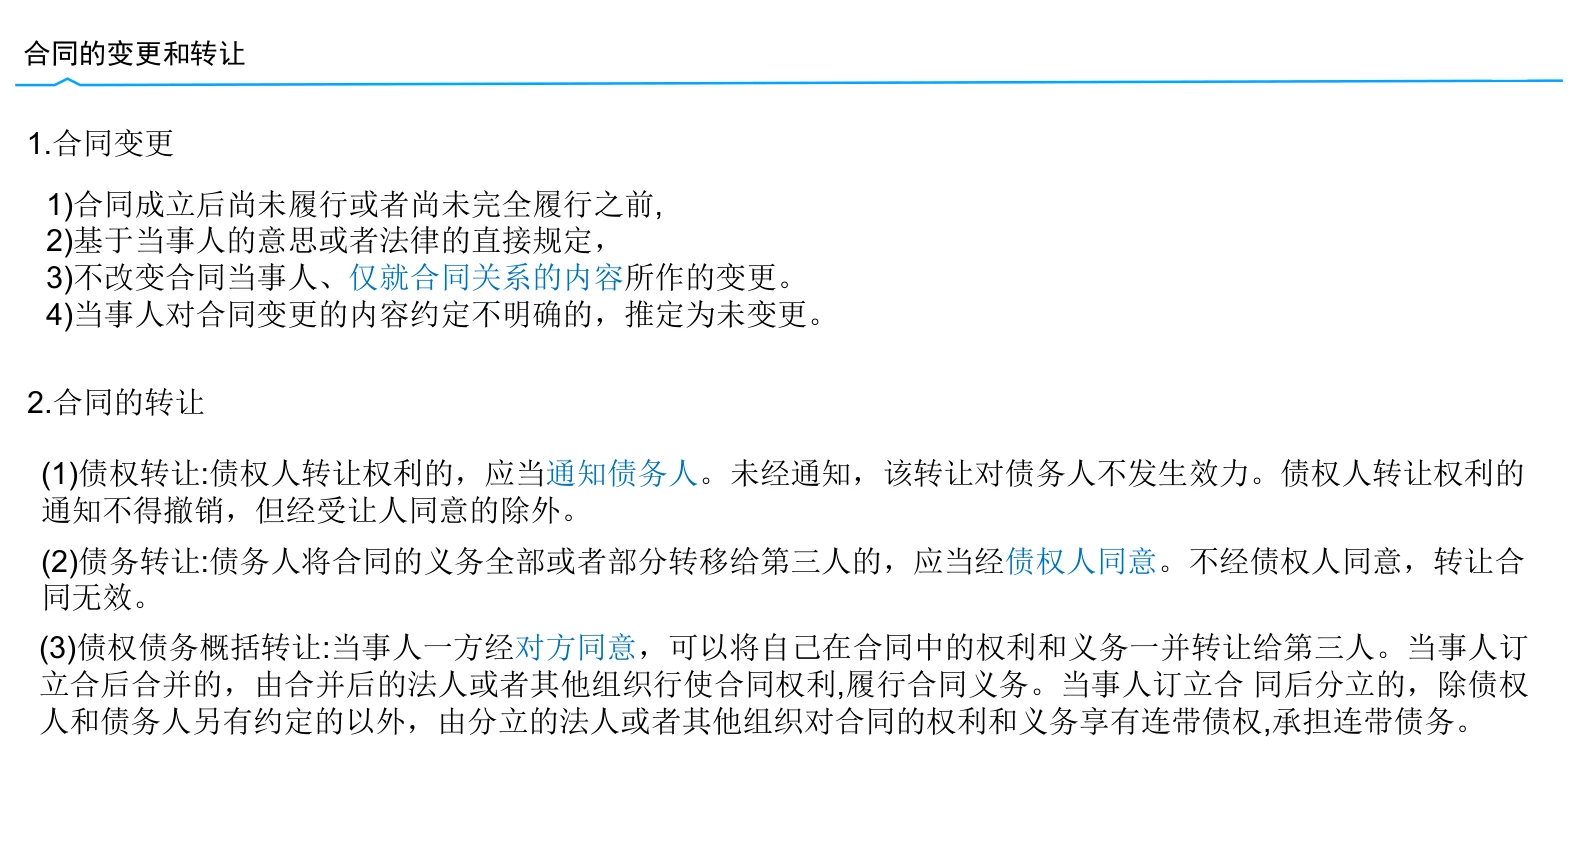 合同的变更和转让
1.合同变更
1)合同成立后尚未履行或者尚未完全履行之前,
2)基于当事人的意思或者法律的直接规定，
3)不改变合同当事人、仅就合同关系的内容所作的变更。
4)当事人对合同变更的内容约定不明确的，推定为未变更。
2.合同的转让
(1)债权转让:债权人转让权利的，应当通知债务人。未经通知，该转让对债务人不发生效力。债权人转让权利的
通知不得撤销，但经受让人同意的除外。
(2)债务转让:债务人将合同的义务全部或者部分转移给第三人的，应当经债权人同意。不经债权人同意，转让合
同无效。
(3)债权债务概括转让:当事人一方经对方同意，可以将自己在合同中的权利和义务一并转让给第三人。当事人订
立合后合并的，由合并后的法人或者其他组织行使合同权利,履行合同义务。当事人订立合 同后分立的，除债权
人和债务人另有约定的以外，由分立的法人或者其他组织对合同的权利和义务享有连带债权,承担连带债务。